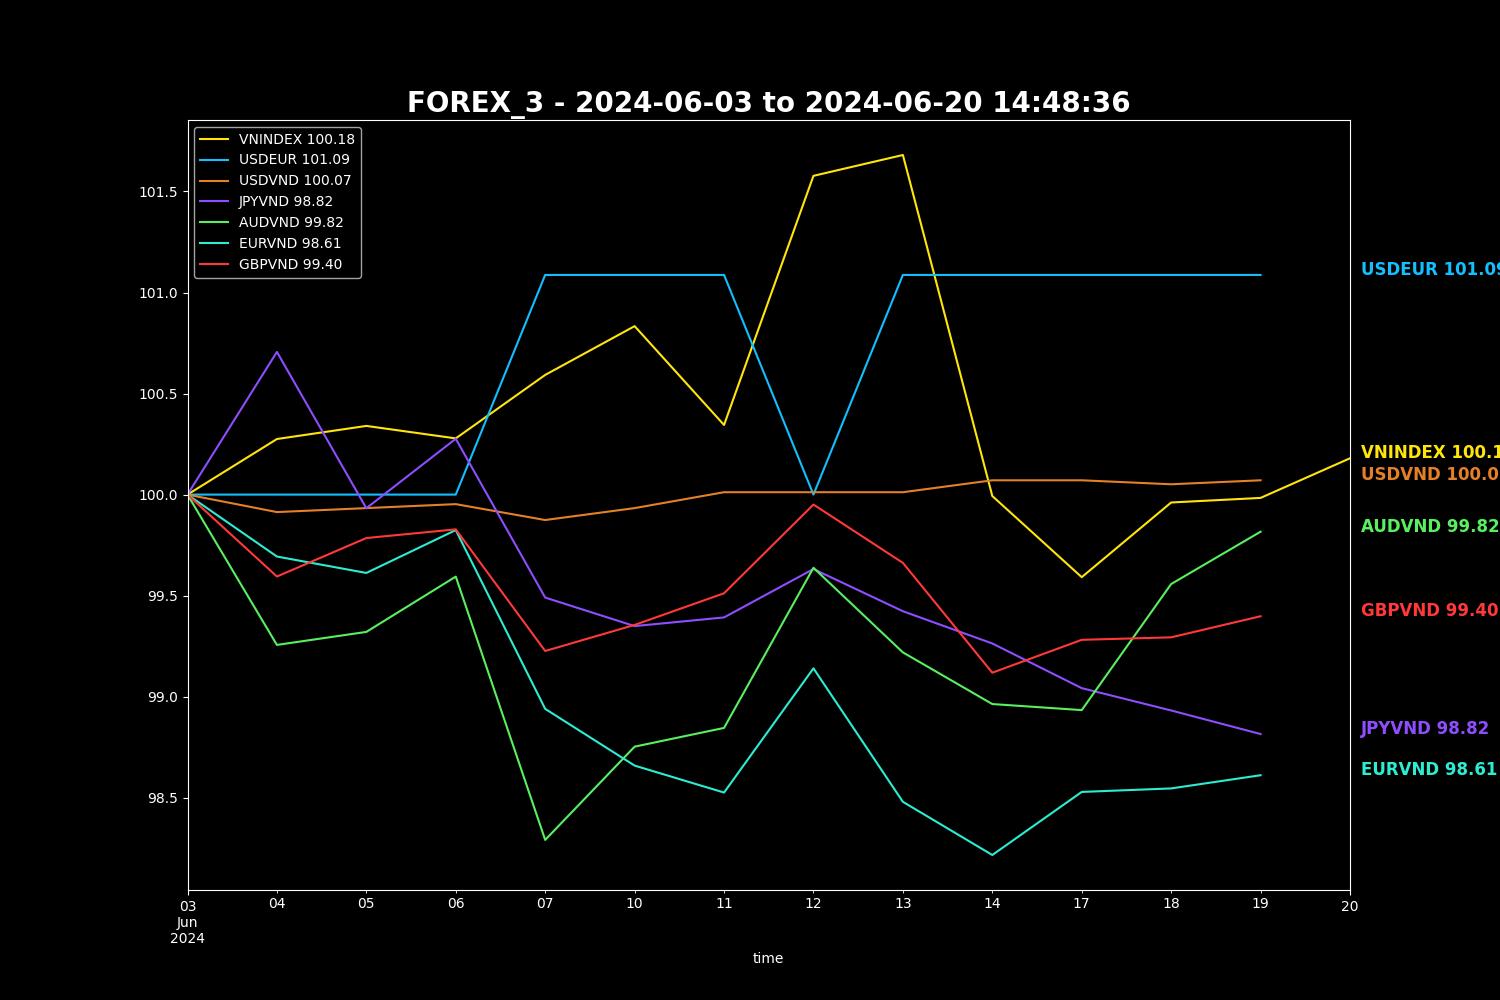 FOREX_3 - 2024-06-03 to 2024-06-20 14:48:36
VNINDEX 100.18
USDEUR 101.09
USDVND 100.07
JPYVND 98.82
AUDVND 99.82
EURVND 98.61
GBPVND 99.40
101.5
101.0
100.5
100.0
99.5
99.0
98.5
USDEUR 101.09
VNINDEX 100.1
USDVND 100.0
AUDVND 99.82
GBPVND 99.40
JPYVND 98.82
EURVND 98.61
03 04 05 06 07 10 11 12 13 14 17 18 19 20
Jun
2024
time